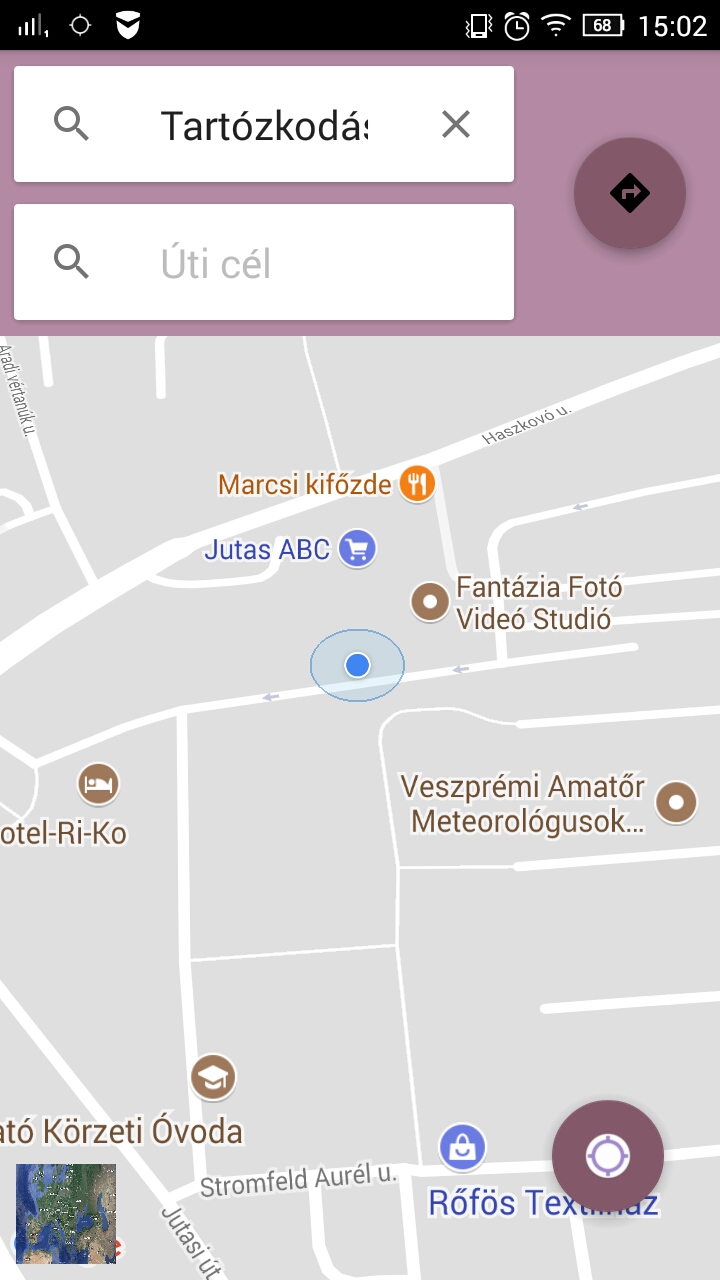 68 15:02
Tartózkodás
Úti cél
Aradi vértanúk u.
Haszkovó u.
Marcsi kifőzde
Jutas ABC
Fantázia Fotó
Videó Studió
Veszprémi Amatőr
Meteorológusok...
otel-Ri-Ko
ató Körzeti Óvoda
Stromfeld Aurél u.
Rőfös Textilház
Jutasi út